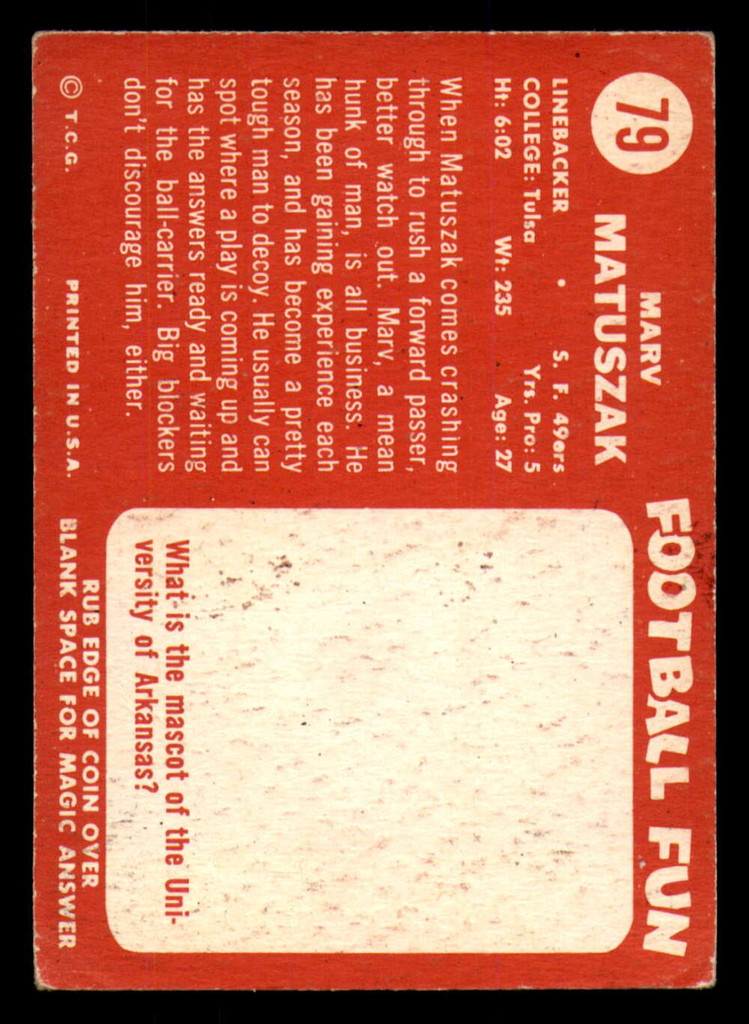 79
MARV
MATUSZAK
LINEBACKER • S. F. 49ers
COLLEGE: Tulsa Yrs. Pro: 5
Ht: 6:02 Wt: 235 Age: 27
When Matuszak comes crashing
through to rush a forward passer,
better watch out. Marv, a mean
hunk of man, is all business. He
has been gaining experience each
season, and has become a pretty
tough man to decoy. He usually can
spot where a play is coming up and
has the answers ready and waiting
for the ball-carrier. Big blockers
don't discourage him, either.
© T.C.G. PRINTED IN U.S.A.
FOOTBALL FUN
What is the mascot of the Uni-
versity of Arkansas?
RUB EDGE OF COIN OVER
BLANK SPACE FOR MAGIC ANSWER